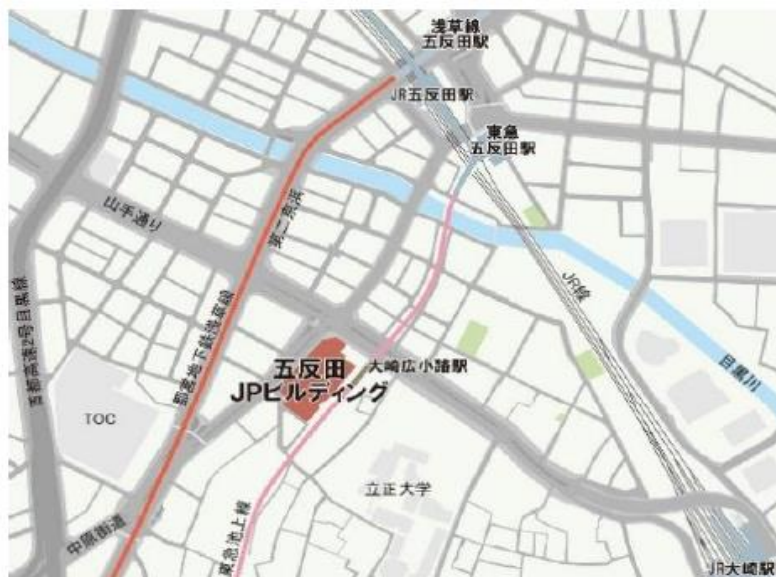 浅草線
五反田駅
JR五反田駅
東急
五反田駅
山手通り
第二京浜
都営地下鉄浅草線
首都高速2号目黒線
JR線
目黒川
五反田
JPビルディング
大崎広小路駅
TOC
立正大学
中原街道
東急池上線
JR大崎駅